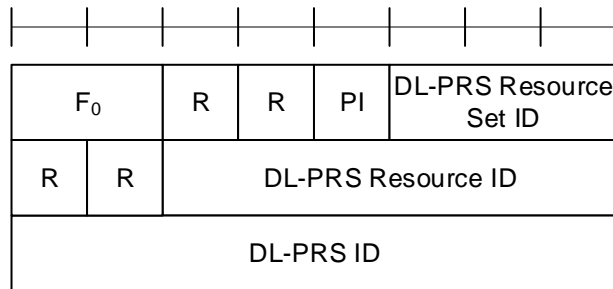 F₀ R R PI DL-PRS Resource
Set ID
R R DL-PRS Resource ID
DL-PRS ID